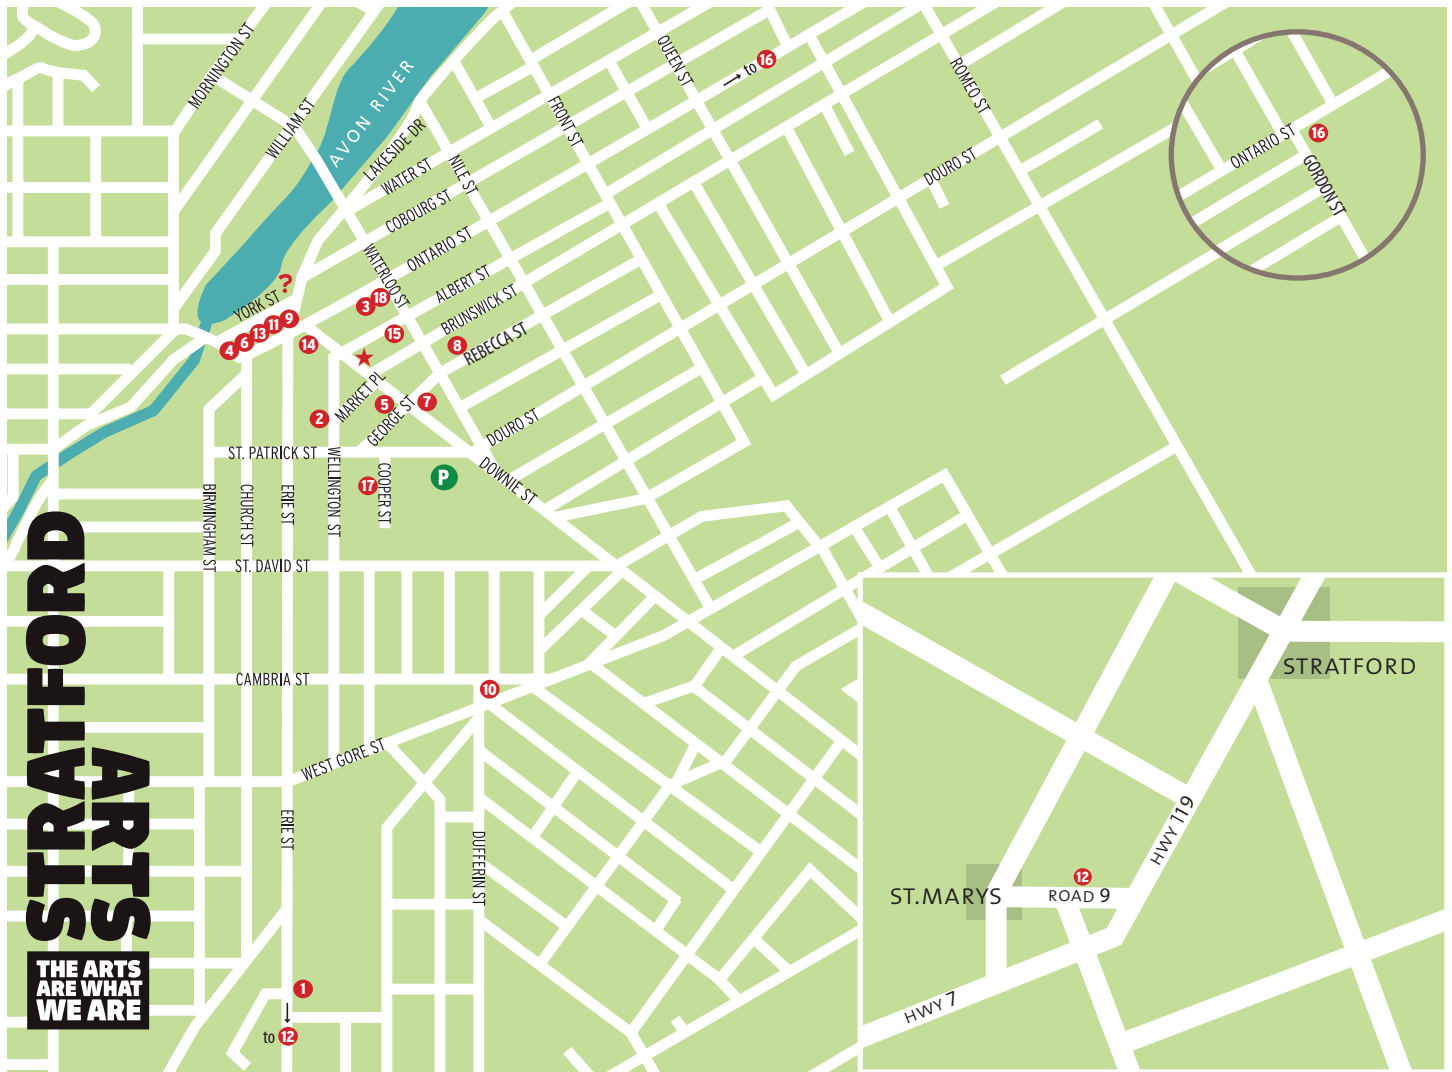 MORNINGTON ST
WILLIAM ST
AVON RIVER
LAKESIDE DR
WATER ST
COBOURG ST
ONTARIO ST
ALBERT ST
BRUNSWICK ST
REBECCA ST
WATERLOO ST
NILE ST
FRONT ST
QUEEN ST
to 16
ROMEO ST
DOURO ST
ONTARIO ST
16
GORDON ST
YORK ST
?
3
18
9
11
13
6
4
14
15
8
MARKET PL
5
7
2
GEORGE ST
DOURO ST
ST. PATRICK ST
17
P
DOWNIE ST
BIRMINGHAM ST
CHURCH ST
ERIE ST
WELLINGTON ST
COOPER ST
ST. DAVID ST
CAMBRIA ST
10
WEST GORE ST
ERIE ST
DUFFERIN ST
1
to 12
STRATFORD
ARTS
THE ARTS
ARE WHAT
WE ARE
STRATFORD
HWY 119
12
ST.MARYS
ROAD 9
HWY 7